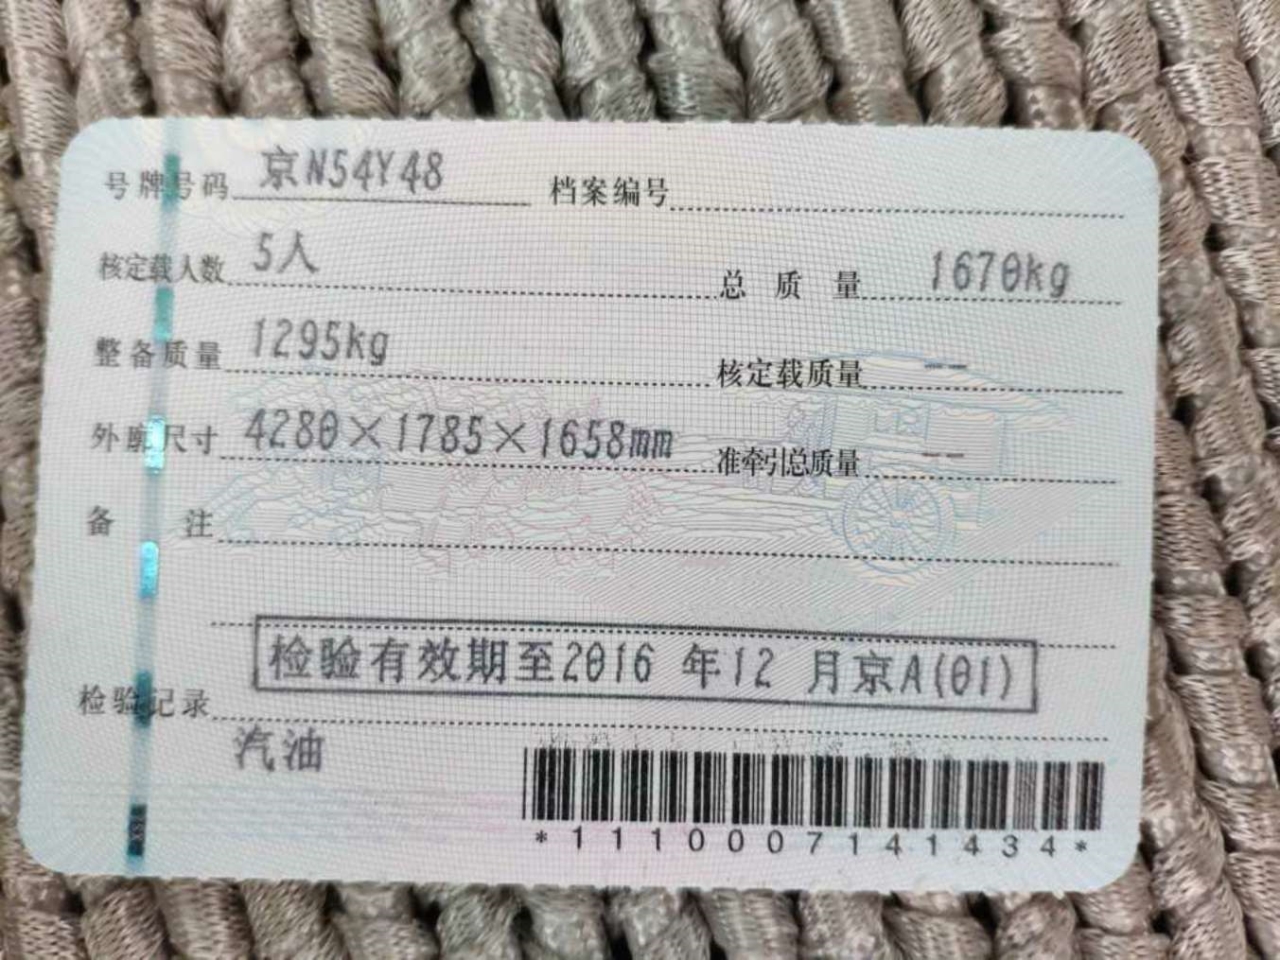 号牌号码 京N54Y48 档案编号
核定载人数 5人 总质量 1670kg
整备质量 1295kg 核定载质量 --
外廓尺寸 4280×1785×1658mm 准牵引总质量 --
备注
检验有效期至2016 年12 月京A(01)
检验记录
汽油
*1110007141434*